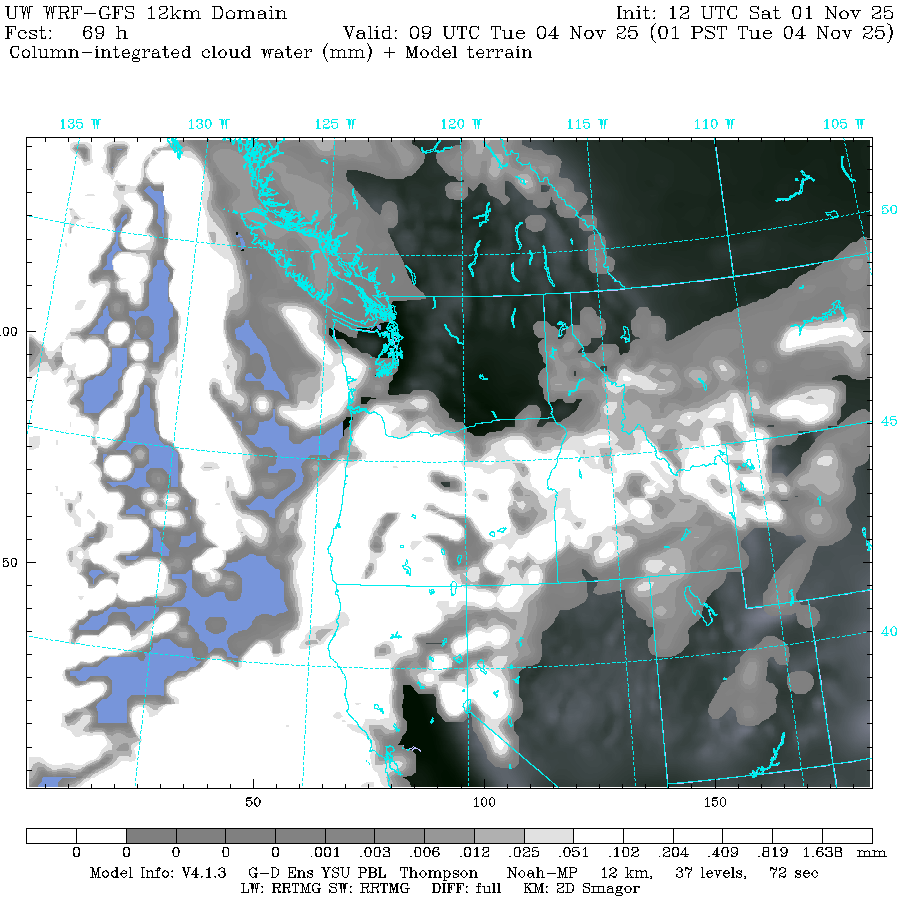 UW WRF-GFS 12km Domain Init: 12 UTC Sat 01 Nov 25
Fcst: 69 h Valid: 09 UTC Tue 04 Nov 25 (01 PST Tue 04 Nov 25)
Column-integrated cloud water (mm) + Model terrain
135 W 130 W 125 W 120 W 115 W 110 W 105 W
50
00
45
50
40
50 100 150
0 0 0 0 .001 .003 .006 .012 .025 .051 .102 .204 .409 .819 1.638 mm
Model Info: V4.1.3 G-D Ens YSU PBL Thompson Noah-MP 12 km, 37 levels, 72 sec
LW: RRTMG SW: RRTMG DIFF: full KM: 2D Smagor